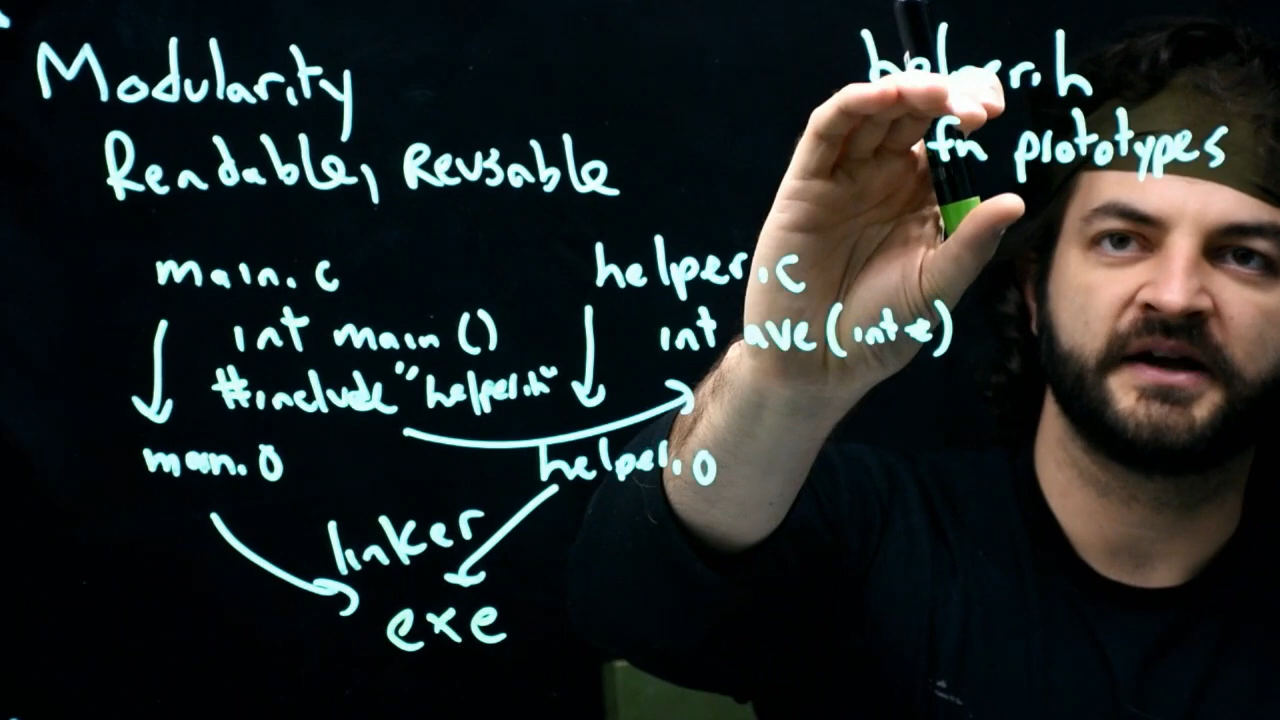 Modularity
Readable, Reusable
helper.h
fn prototypes
main.c
int main ()
#include "helper.h"
main.o
helper.c
int ave (int*)
helper.o
linker
exe